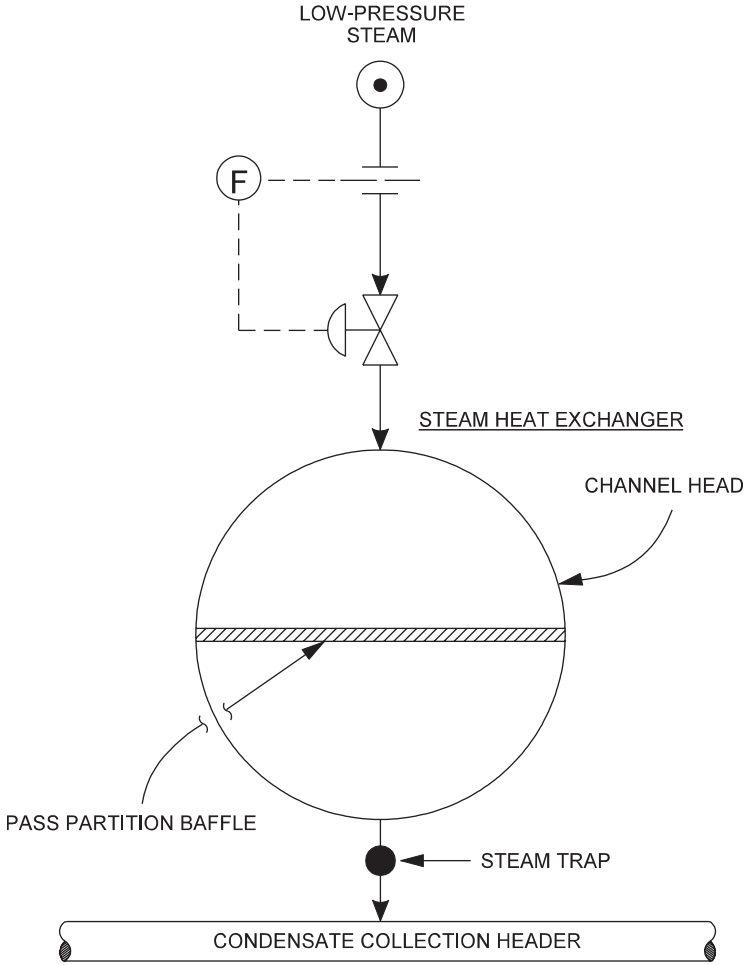 LOW-PRESSURE
STEAM
F
STEAM HEAT EXCHANGER
CHANNEL HEAD
PASS PARTITION BAFFLE
STEAM TRAP
CONDENSATE COLLECTION HEADER